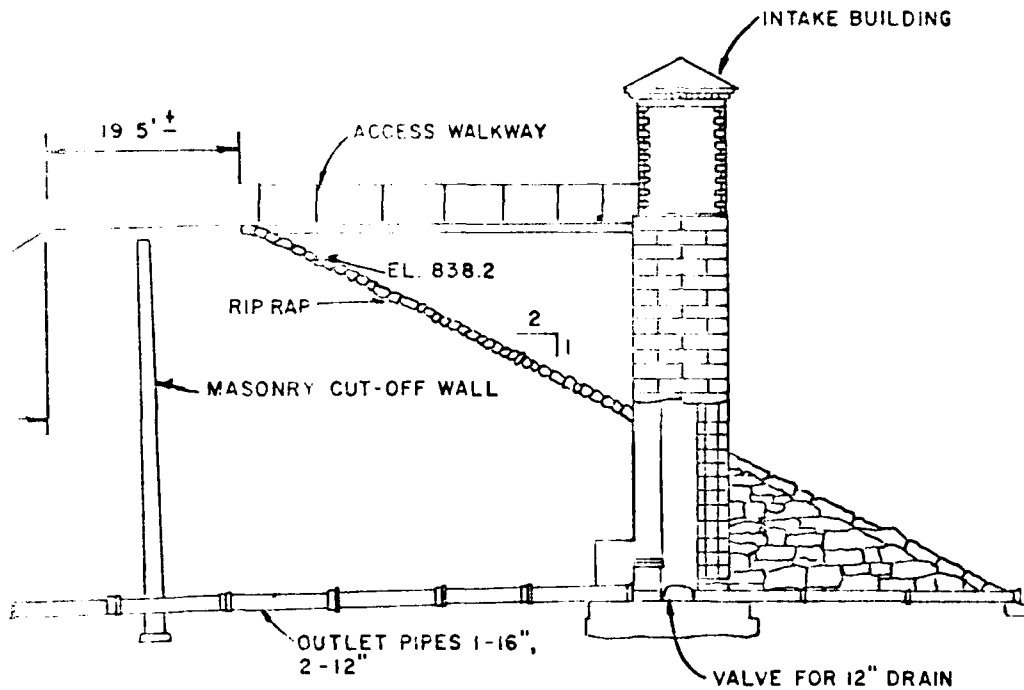 INTAKE BUILDING
19 5' ±
ACCESS WALKWAY
EL. 838.2
RIP RAP
2
1
MASONRY CUT-OFF WALL
OUTLET PIPES 1-16",
2-12"
VALVE FOR 12" DRAIN